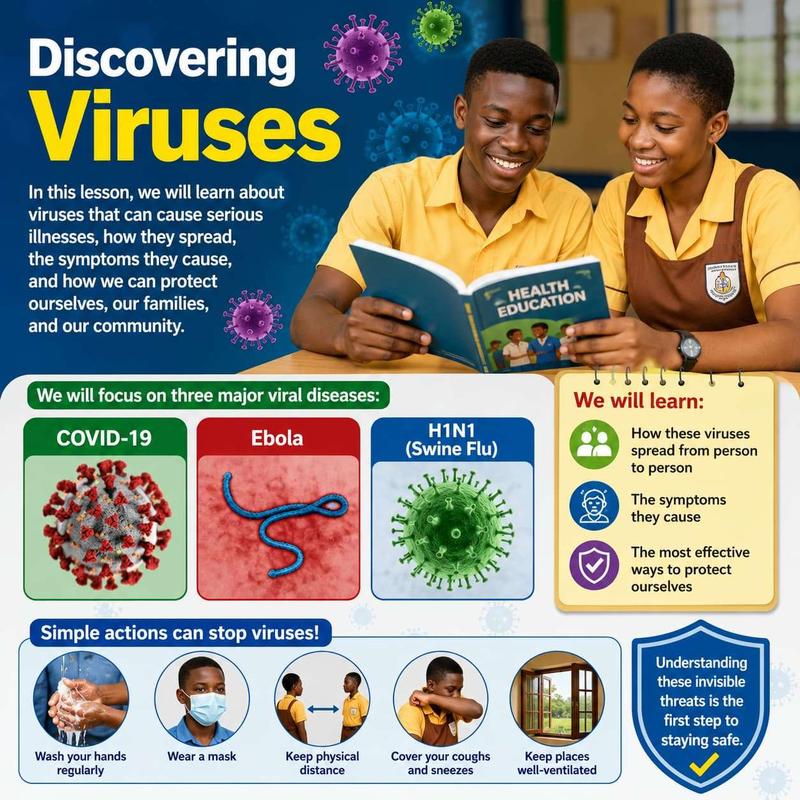 Discovering
Viruses
In this lesson, we will learn about
viruses that can cause serious
illnesses, how they spread,
the symptoms they cause,
and how we can protect
ourselves, our families,
and our community.
HEALTH
EDUCATION
We will focus on three major viral diseases:
COVID-19
Ebola
H1N1
(Swine Flu)
We will learn:
How these viruses
spread from person
to person
The symptoms
they cause
The most effective
ways to protect
ourselves
Simple actions can stop viruses!
Wash your hands
regularly
Wear a mask
Keep physical
distance
Cover your coughs
and sneezes
Keep places
well-ventilated
Understanding
these invisible
threats is the
first step to
staying safe.